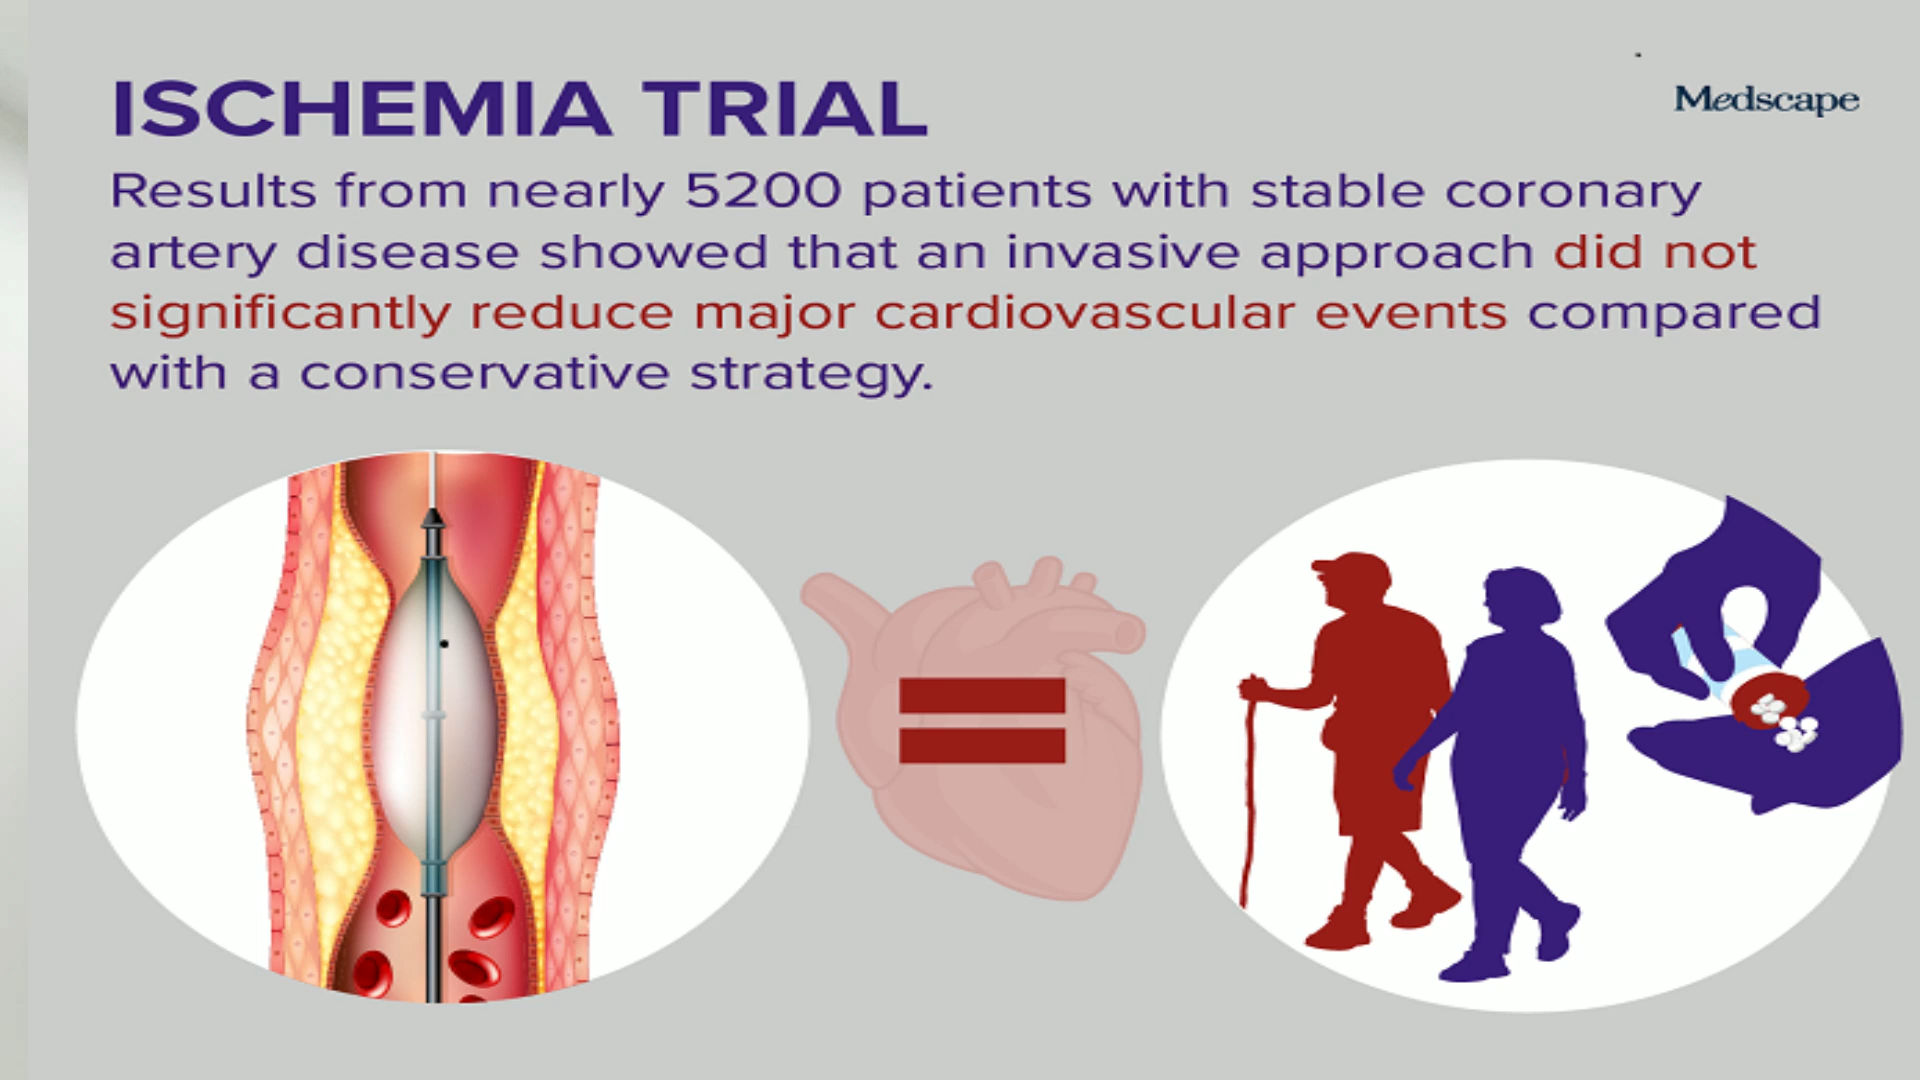 ISCHEMIA TRIAL
Medscape
Results from nearly 5200 patients with stable coronary
artery disease showed that an invasive approach did not
significantly reduce major cardiovascular events compared
with a conservative strategy.